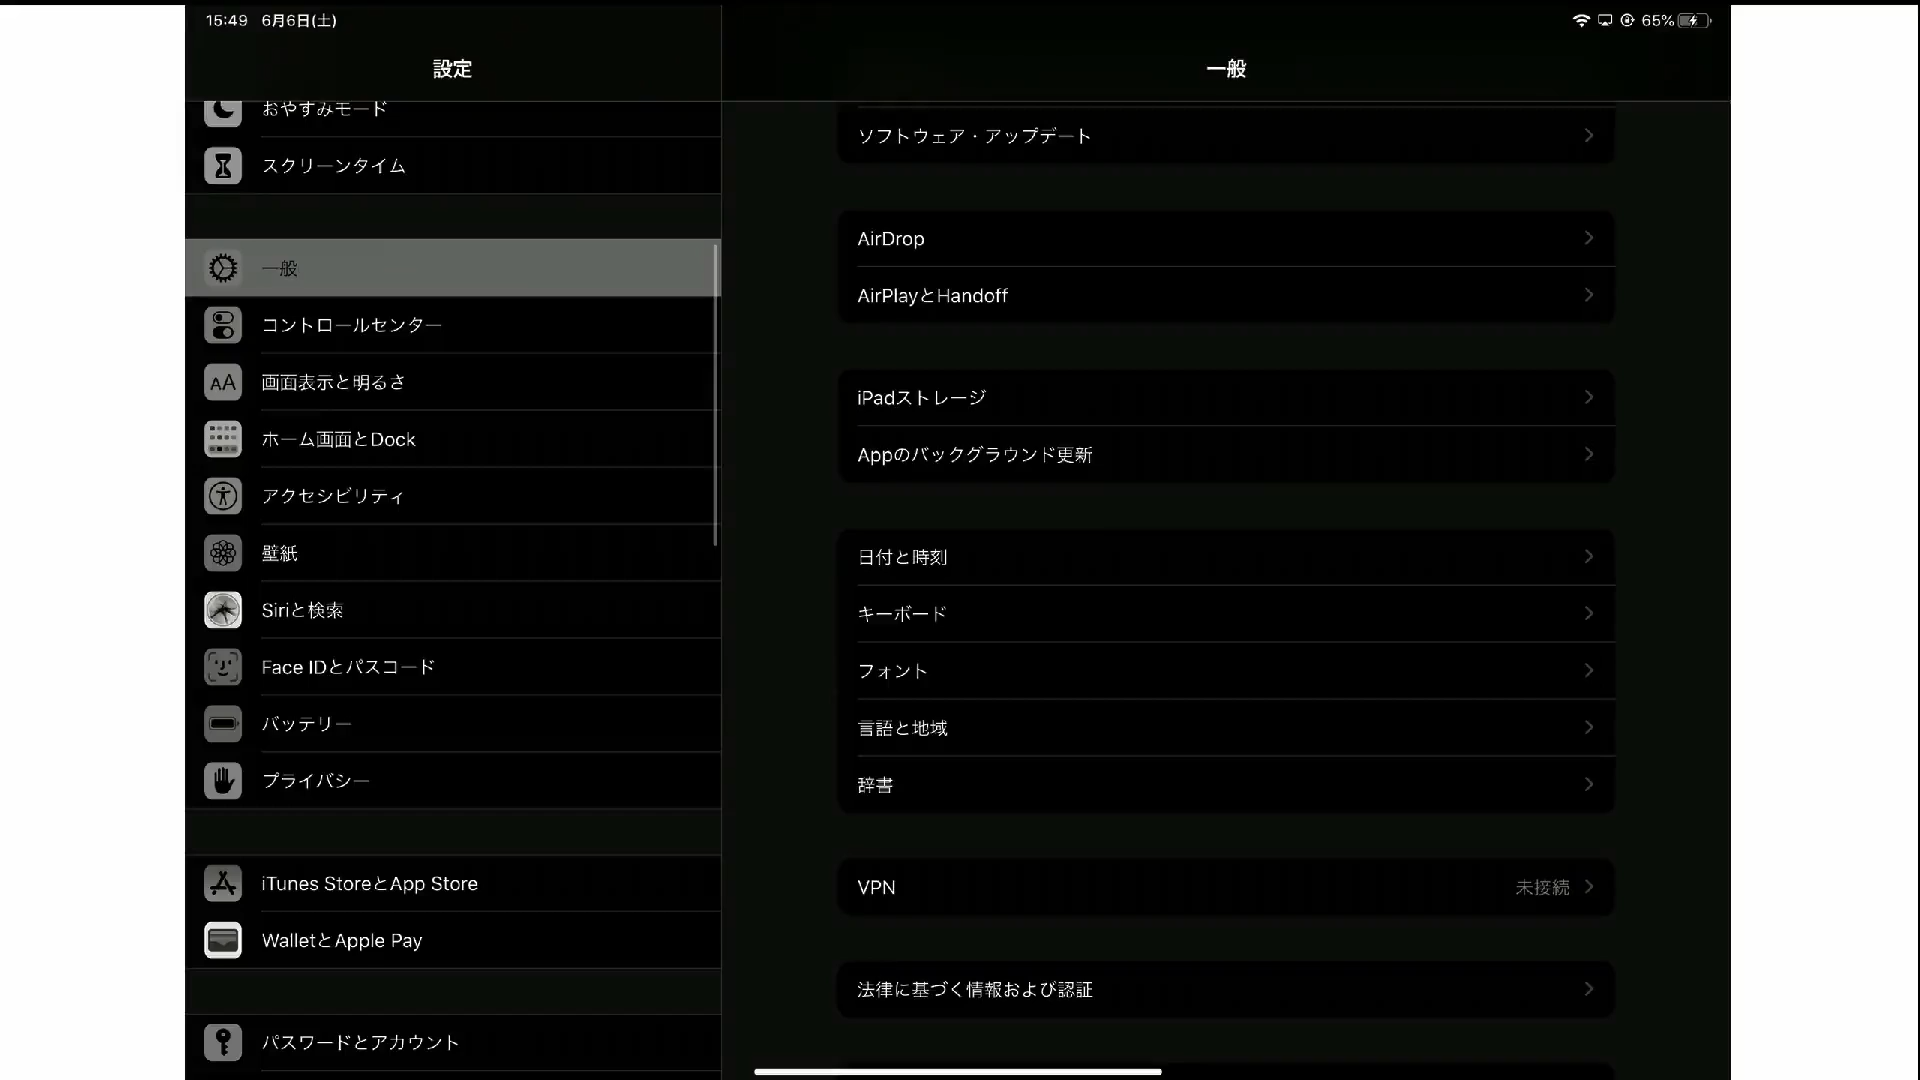 15:49 6月6日(土)
65%
設定
おやすみモード
スクリーンタイム
一般
コントロールセンター
画面表示と明るさ
ホーム画面とDock
アクセシビリティ
壁紙
Siriと検索
Face IDとパスコード
バッテリー
プライバシー
iTunes StoreとApp Store
WalletとApple Pay
パスワードとアカウント
一般
ソフトウェア・アップデート
AirDrop
AirPlayとHandoff
iPadストレージ
Appのバックグラウンド更新
日付と時刻
キーボード
フォント
言語と地域
辞書
VPN 未接続
法律に基づく情報および認証